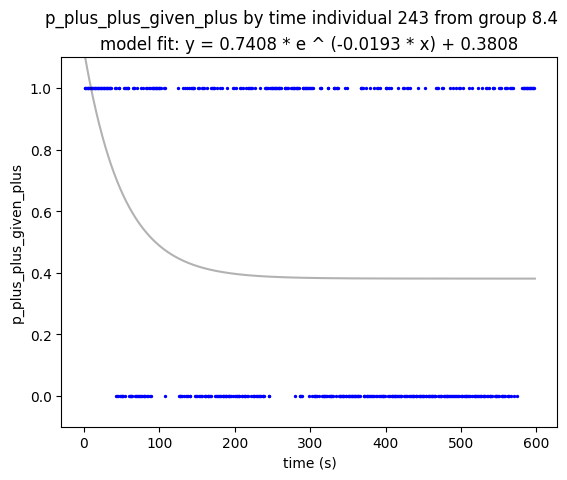 p_plus_plus_given_plus by time individual 243 from group 8.4
model fit: y = 0.7408 * e ^ (-0.0193 * x) + 0.3808
p_plus_plus_given_plus
1.0
0.8
0.6
0.4
0.2
0.0
0 100 200 300 400 500 600
time (s)